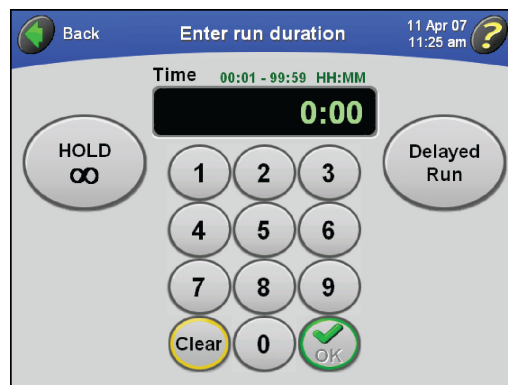 Back
Enter run duration
11 Apr 07
11:25 am
?
Time 00:01 - 99:59 HH:MM
0:00
HOLD
∞
Delayed
Run
1 2 3
4 5 6
7 8 9
Clear 0 OK